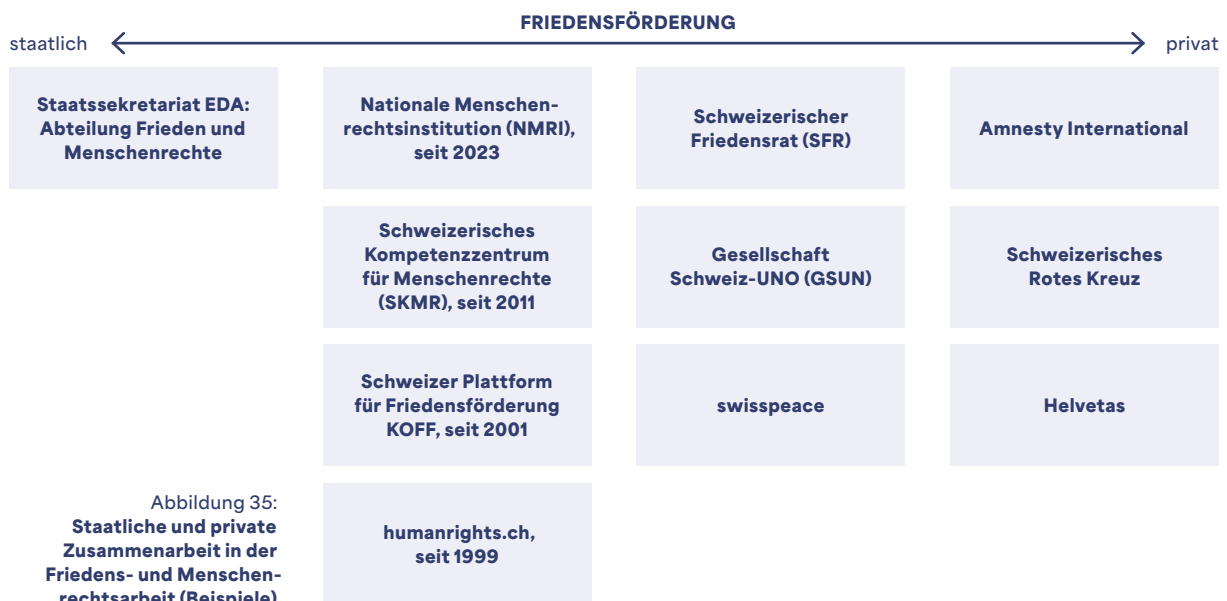 FRIEDENSFÖRDERUNG
staatlich
privat
Staatssekretariat EDA:
Abteilung Frieden und
Menschenrechte
Nationale Menschen-
rechtsinstitution (NMRI),
seit 2023
Schweizerischer
Friedensrat (SFR)
Amnesty International
Schweizerisches
Kompetenzzentrum
für Menschenrechte
(SKMR), seit 2011
Gesellschaft
Schweiz-UNO (GSUN)
Schweizerisches
Rotes Kreuz
Schweizer Plattform
für Friedensförderung
KOFF, seit 2001
swisspeace
Helvetas
Abbildung 35:
Staatliche und private
Zusammenarbeit in der
Friedens- und Menschen-
rechtsarbeit (Beispiele)
humanrights.ch,
seit 1999